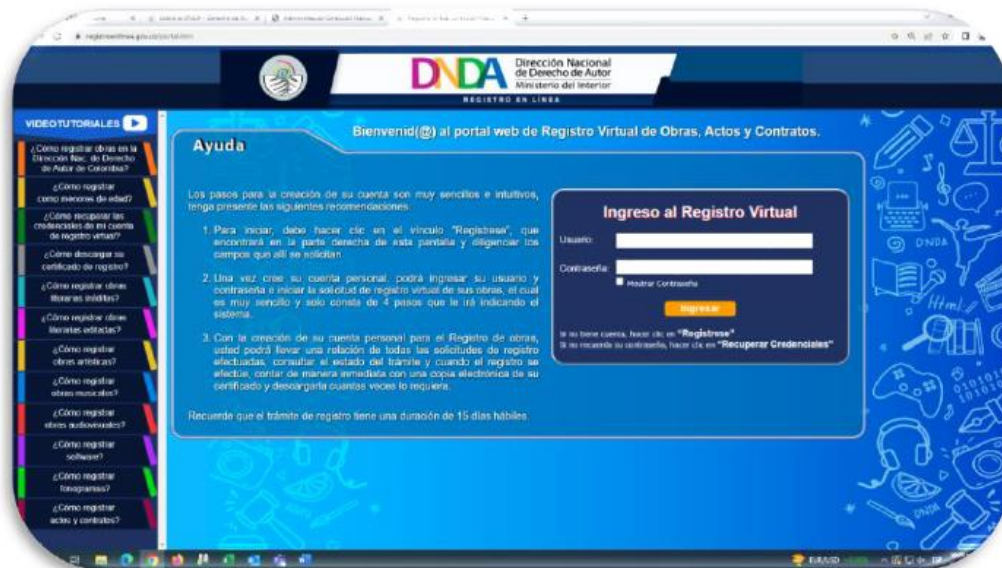 registroenlinea.gov.co
DNDA
Dirección Nacional
de Derecho de Autor
Ministerio del Interior
REGISTRO EN LÍNEA
VIDEOTUTORIALES
¿Cómo registrar obras en la
Dirección Nac. de Derecho
de Autor de Colombia?
¿Cómo registrar
como menores de edad?
¿Cómo recuperar las
credenciales de mi cuenta
de registro virtual?
¿Cómo descargar su
certificado de registro?
¿Cómo registrar obras
literarias inéditas?
¿Cómo registrar obras
literarias editadas?
¿Cómo registrar
obras artísticas?
¿Cómo registrar
obras musicales?
¿Cómo registrar
obras audiovisuales?
¿Cómo registrar
software?
¿Cómo registrar
fonogramas?
¿Cómo registrar
actos y contratos?
Bienvenid(@) al portal web de Registro Virtual de Obras, Actos y Contratos.
Ayuda
Los pasos para la creación de su cuenta son muy sencillos e intuitivos,
tenga presente las siguientes recomendaciones:
1. Para iniciar, debe hacer clic en el vínculo "Regístrese", que
encontrará en la parte derecha de esta pantalla y diligenciar los
campos que allí se solicitan.
2. Una vez cree su cuenta personal, podrá ingresar su usuario y
contraseña e iniciar la solicitud de registro virtual de sus obras, el cual
es muy sencillo y solo consta de 4 pasos que le irá indicando el
sistema.
3. Con la creación de su cuenta personal para el Registro de obras,
usted podrá llevar una relación de todas las solicitudes de registro
efectuadas, consultar el estado del trámite y cuando el registro se
efectúe, contar de manera inmediata con una copia electrónica de su
certificado y descargarla cuantas veces lo requiera.
Recuerde que el trámite de registro tiene una duración de 15 días hábiles.
Ingreso al Registro Virtual
Usuario:
Contraseña:
Mostrar Contraseña
Ingresar
Si no tiene cuenta, hacer clic en "Regístrese"
Si no recuerda su contraseña, hacer clic en "Recuperar Credenciales"
DNDA
Html
DNDA
EUR/USD